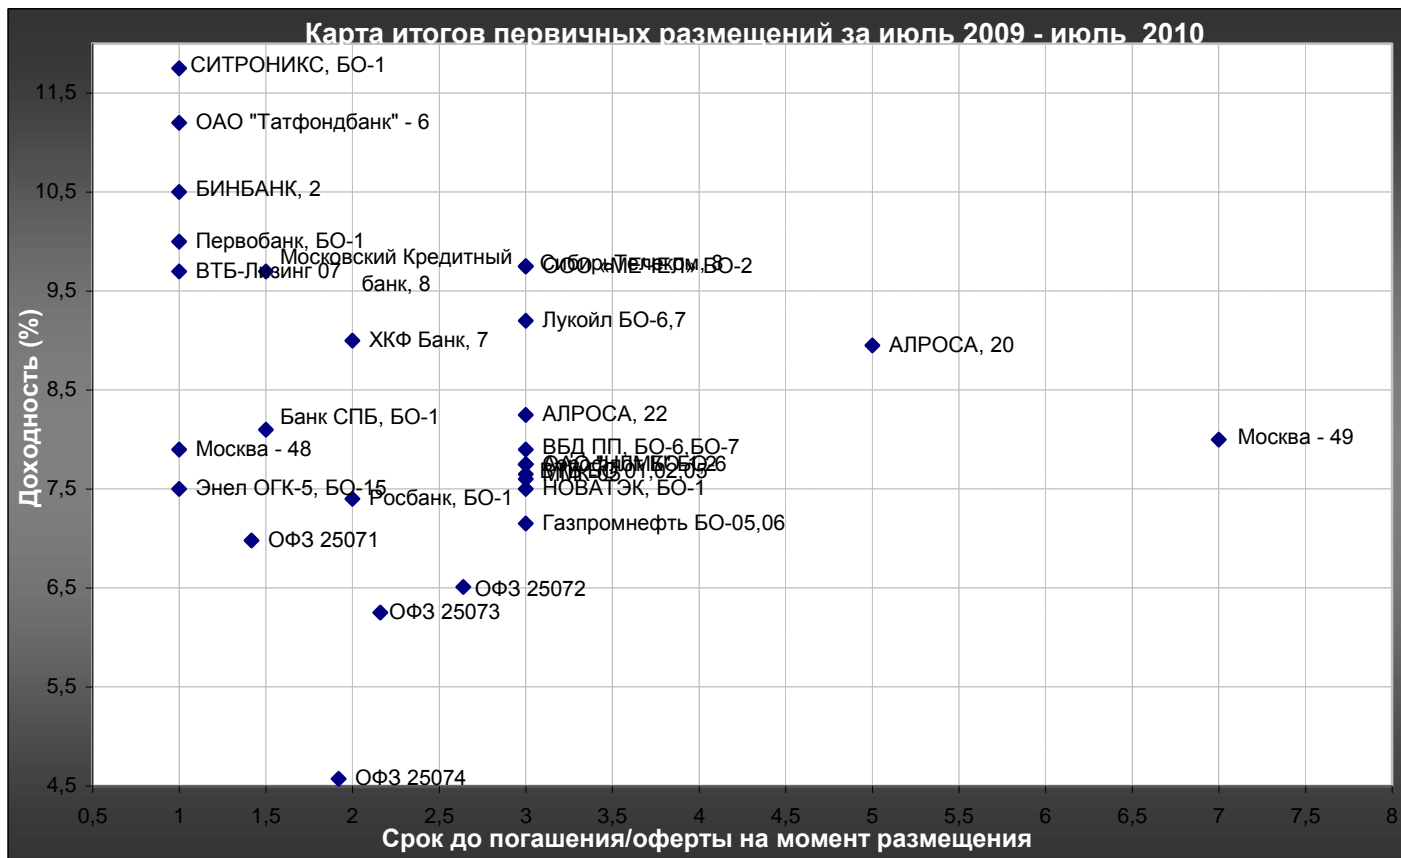 Карта итогов первичных размещений за июль 2009 - июль 2010
Доходность (%)
11,5
10,5
9,5
8,5
7,5
6,5
5,5
4,5
СИТРОНИКС, БО-1
ОАО "Татфондбанк" - 6
БИНБАНК, 2
Первобанк, БО-1
Московский Кредитный
банк, 8
ВТБ-Лизинг 07
СибирьТелеком, 8
ООО «МЕЧЕЛ» БО-2
Лукойл БО-6,7
ХКФ Банк, 7
АЛРОСА, 20
АЛРОСА, 22
Банк СПБ, БО-1
Москва - 49
Москва - 48
ВБД ПП, БО-6,БО-7
НОВАТЭК, БО-1
Энел ОГК-5, БО-15
Росбанк, БО-1
Газпромнефть БО-05,06
ОФЗ 25071
ОФЗ 25072
ОФЗ 25073
ОФЗ 25074
0,5 1 1,5 2 2,5 3 3,5 4 4,5 5 5,5 6 6,5 7 7,5 8
Срок до погашения/оферты на момент размещения